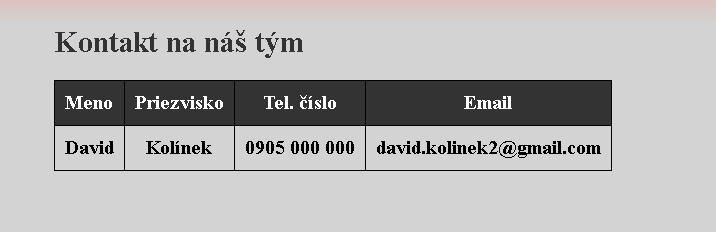 Kontakt na náš tým
Meno Priezvisko Tel. číslo Email
David Kolínek 0905 000 000 david.kolinek2@gmail.com